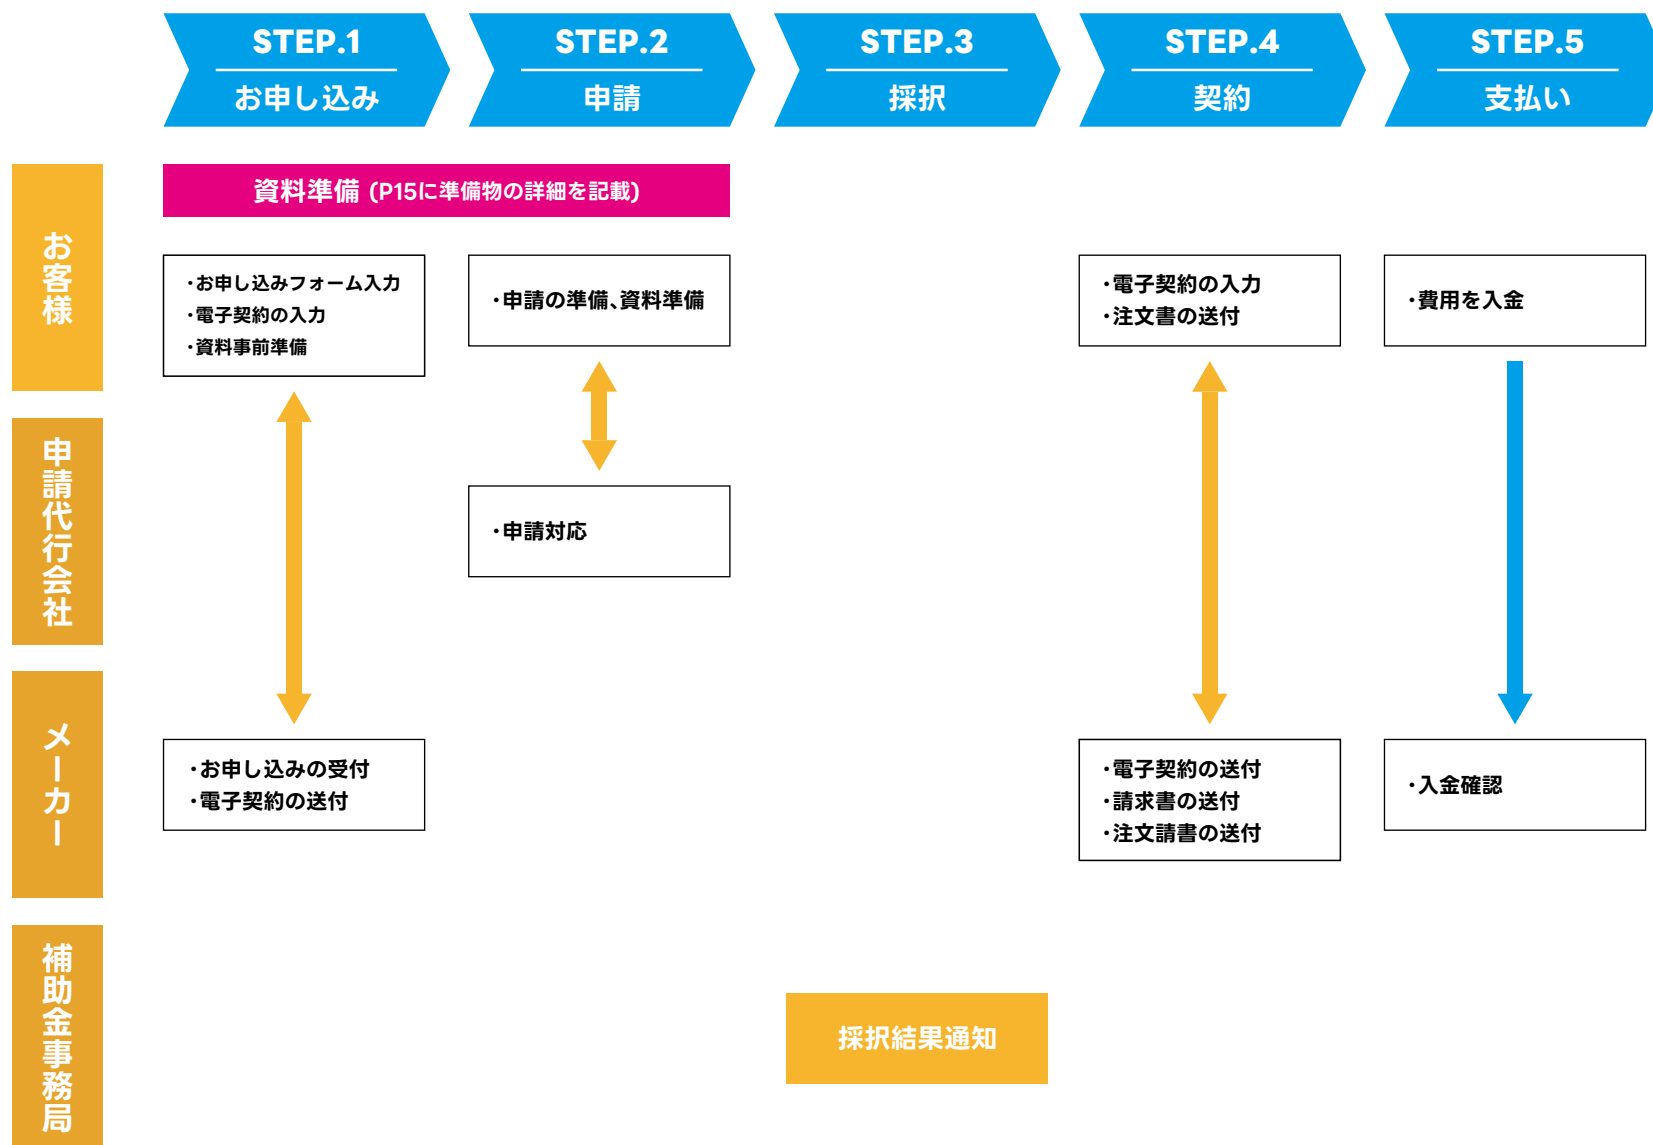 STEP.1
お申し込み
STEP.2
申請
STEP.3
採択
STEP.4
契約
STEP.5
支払い
お客様
資料準備 (P15に準備物の詳細を記載)
・お申し込みフォーム入力
・電子契約の入力
・資料事前準備
・申請の準備、資料準備
・電子契約の入力
・注文書の送付
・費用を入金
申請代行会社
・申請対応
メーカー
・お申し込みの受付
・電子契約の送付
・電子契約の送付
・請求書の送付
・注文請書の送付
・入金確認
補助金事務局
採択結果通知